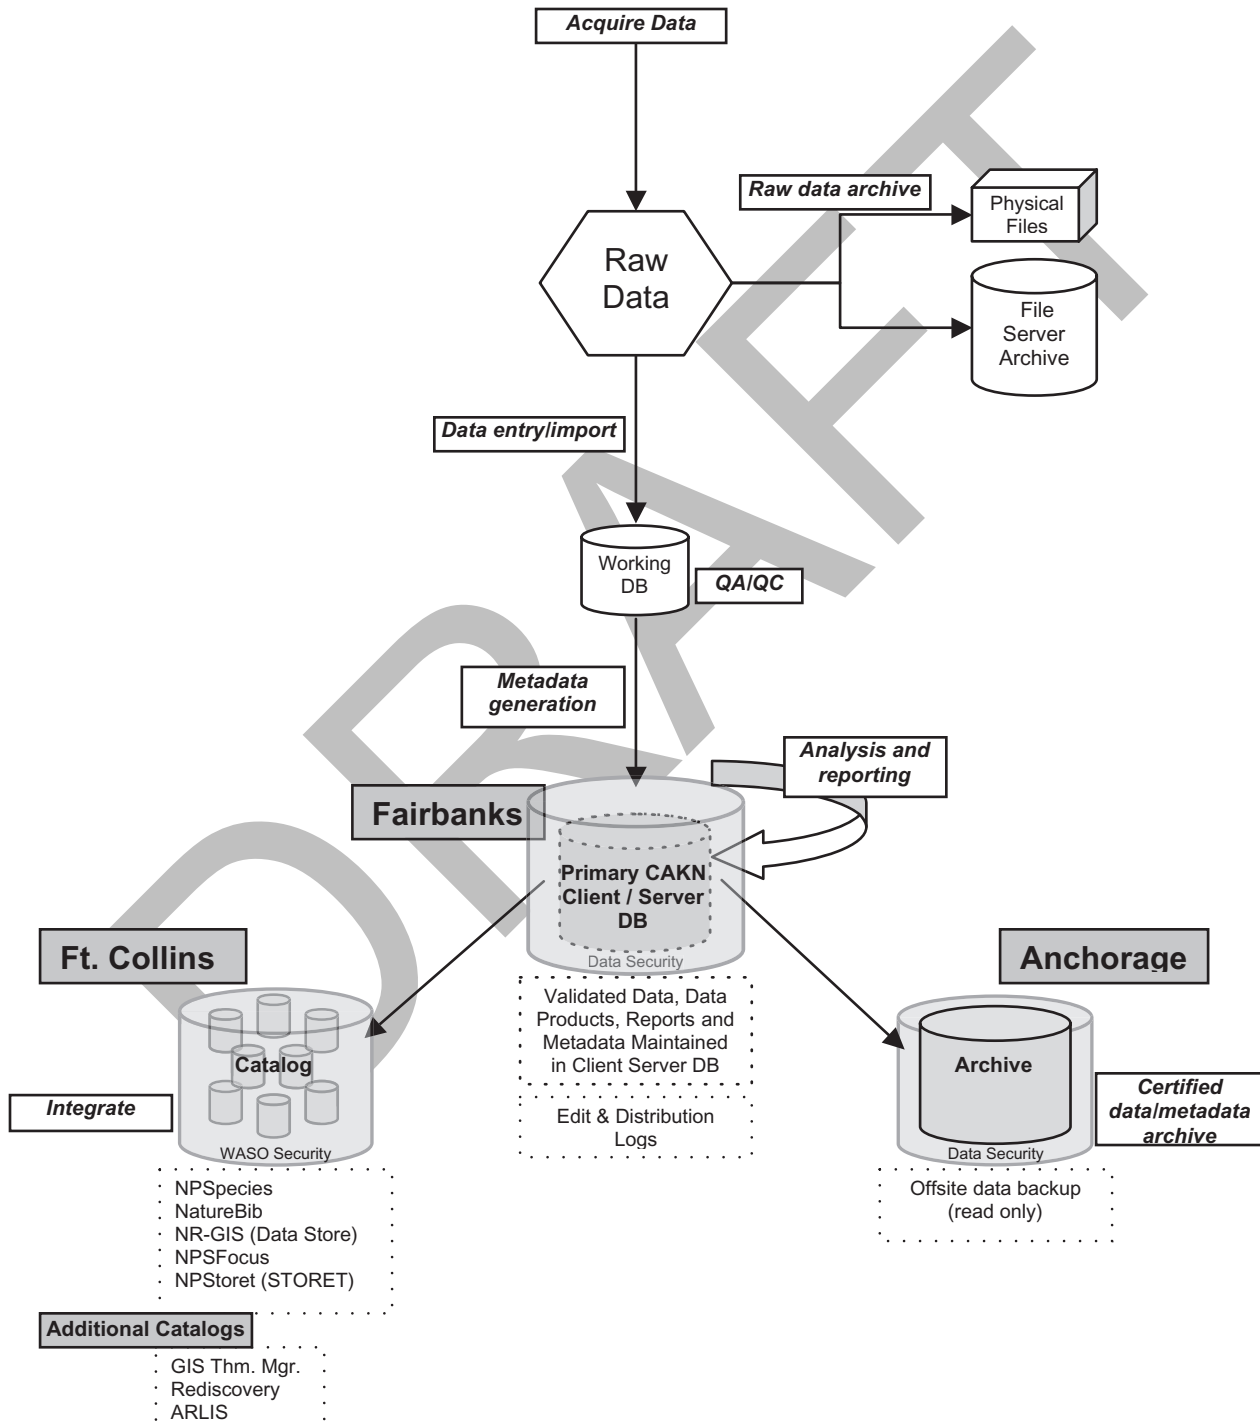 Acquire Data
Raw data archive
Physical
Files
Raw
Data
File
Server
Archive
Data entry/import
Working
DB
QA/QC
Metadata
generation
Analysis and
reporting
Fairbanks
Primary CAKN
Client / Server
DB
Data Security
Ft. Collins
Anchorage
Validated Data, Data
Products, Reports and
Metadata Maintained
in Client Server DB
Edit & Distribution
Logs
Catalog
Integrate
WASO Security
Archive
Certified
data/metadata
archive
Data Security
Offsite data backup
(read only)
NPSpecies
NatureBib
NR-GIS (Data Store)
NPSFocus
NPStoret (STORET)
Additional Catalogs
GIS Thm. Mgr.
Rediscovery
ARLIS
DRAFT